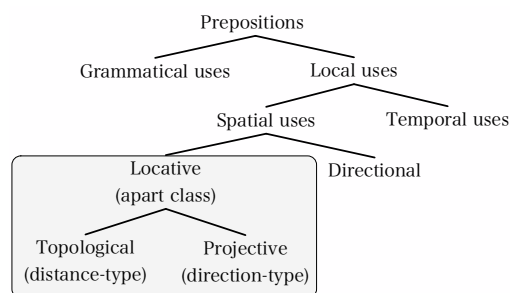 Prepositions
Grammatical uses
Local uses
Spatial uses
Temporal uses
Locative
(apart class)
Directional
Topological
(distance-type)
Projective
(direction-type)